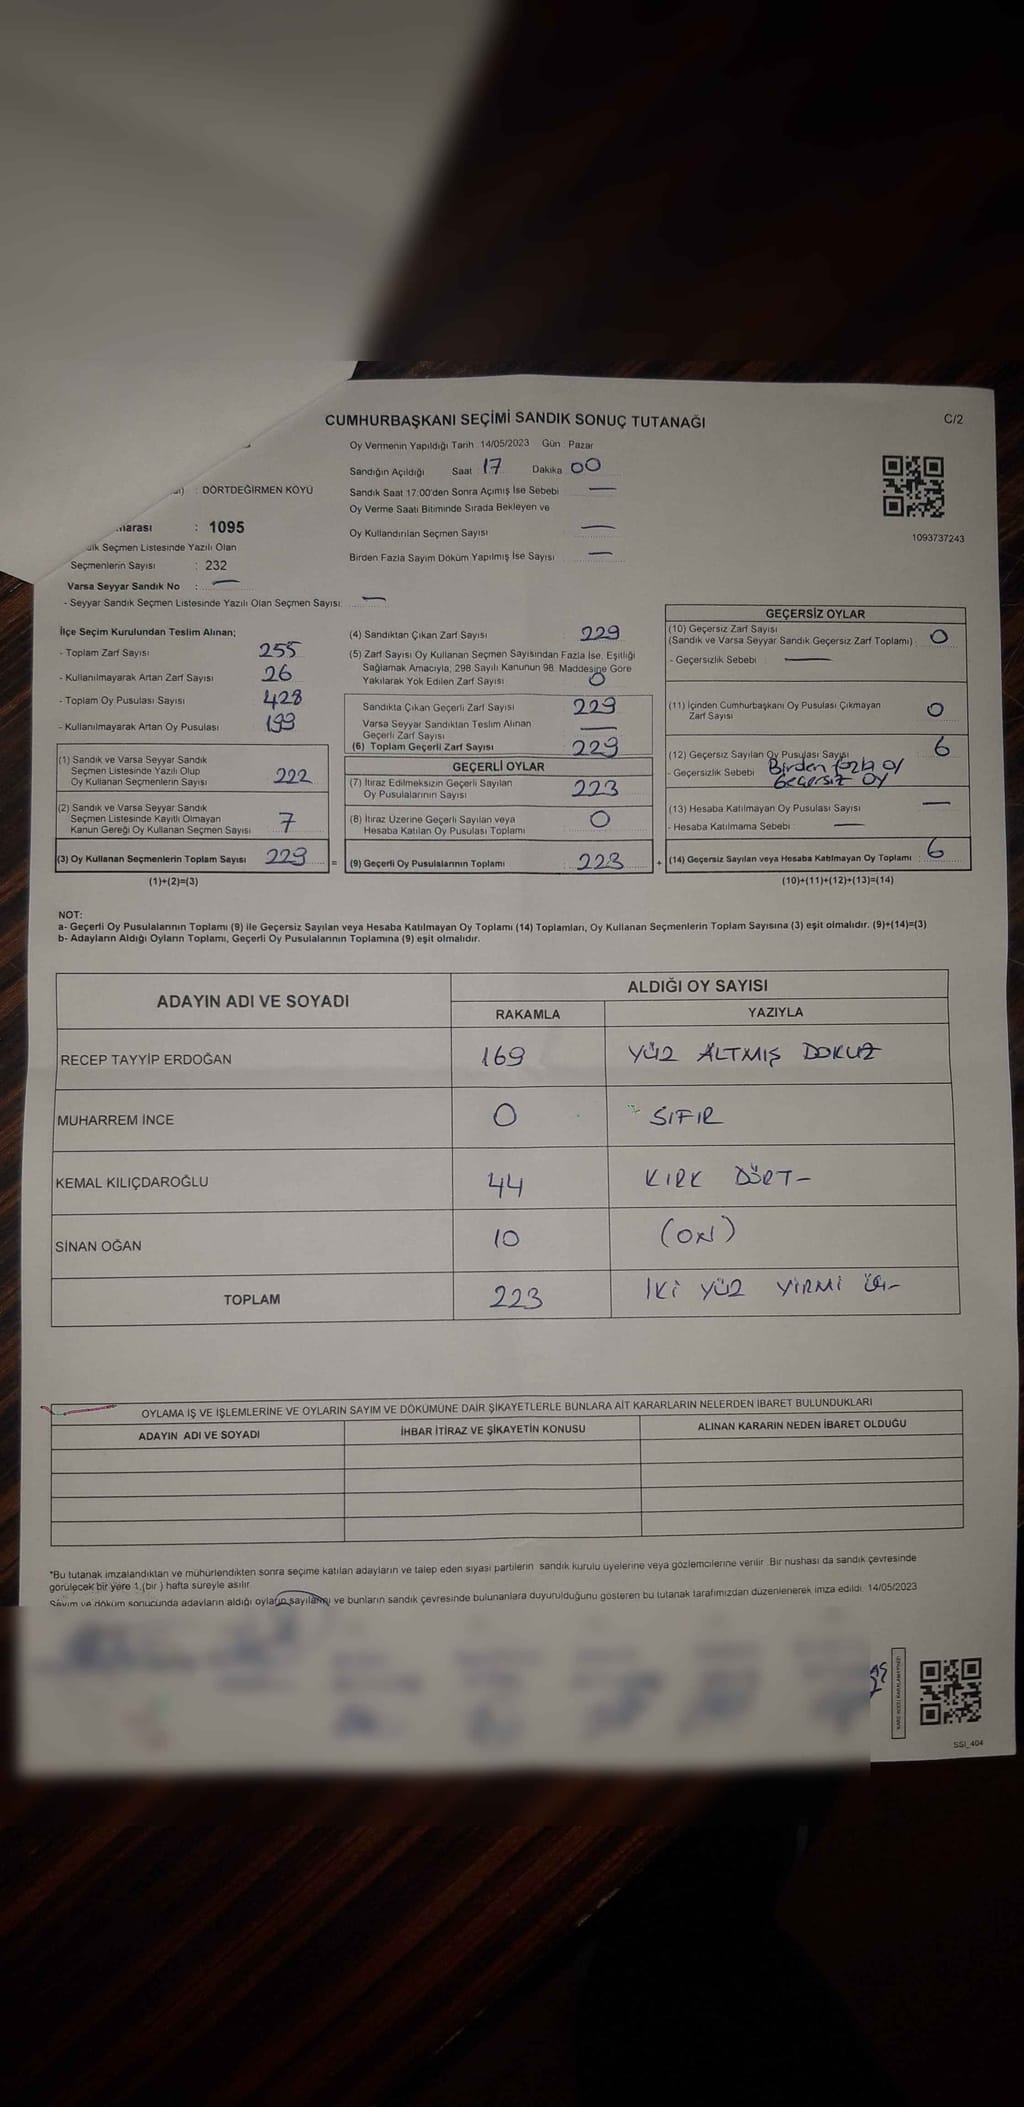 CUMHURBAŞKANI SEÇİMİ SANDIK SONUÇ TUTANAĞI
C/2
Oy Vermenin Yapıldığı Tarih 14/05/2023 Gün : Pazar
Sandığın Açıldığı Saat 17 Dakika 00
: DÖRTDEĞİRMEN KÖYÜ
Sandık Saat 17:00'den Sonra Açımış İse Sebebi —
Oy Verme Saati Bitiminde Sırada Bekleyen ve
Oy Kullandırılan Seçmen Sayısı —
1093737243
: 1095
Seçmen Listesinde Yazılı Olan
Seçmenlerin Sayısı : 232
Birden Fazla Sayım Döküm Yapılmış İse Sayısı —
Varsa Seyyar Sandık No : —
- Seyyar Sandık Seçmen Listesinde Yazılı Olan Seçmen Sayısı: —
İlçe Seçim Kurulundan Teslim Alınan;
- Toplam Zarf Sayısı 255
- Kullanılmayarak Artan Zarf Sayısı 26
- Toplam Oy Pusulası Sayısı 428
- Kullanılmayarak Artan Oy Pusulası 199
(1) Sandık ve Varsa Seyyar Sandık
Seçmen Listesinde Yazılı Olup
Oy Kullanan Seçmenlerin Sayısı 222
(2) Sandık ve Varsa Seyyar Sandık
Seçmen Listesinde Kayıtlı Olmayan
Kanun Gereği Oy Kullanan Seçmen Sayısı 7
(3) Oy Kullanan Seçmenlerin Toplam Sayısı 229 =
(1)+(2)=(3)
(4) Sandıktan Çıkan Zarf Sayısı 229
(5) Zarf Sayısı Oy Kullanan Seçmen Sayısından Fazla İse, Eşitliği
Sağlamak Amacıyla, 298 Sayılı Kanunun 98. Maddesine Göre
Yakılarak Yok Edilen Zarf Sayısı 0
Sandıkta Çıkan Geçerli Zarf Sayısı 229
Varsa Seyyar Sandıktan Teslim Alınan
Geçerli Zarf Sayısı —
(6) Toplam Geçerli Zarf Sayısı 229
GEÇERLİ OYLAR
(7) İtiraz Edilmeksizin Geçerli Sayılan
Oy Pusulalarının Sayısı 223
(8) İtiraz Üzerine Geçerli Sayılan veya
Hesaba Katılan Oy Pusulası Toplamı 0
(9) Geçerli Oy Pusulalarının Toplamı : 223 +
GEÇERSİZ OYLAR
(10) Geçersiz Zarf Sayısı
(Sandık ve Varsa Seyyar Sandık Geçersiz Zarf Toplamı) : 0
- Geçersizlik Sebebi : —
(11) İçinden Cumhurbaşkanı Oy Pusulası Çıkmayan
Zarf Sayısı 0
(12) Geçersiz Sayılan Oy Pusulası Sayısı 6
- Geçersizlik Sebebi : Birden fazla oy
Geçersiz oy
(13) Hesaba Katılmayan Oy Pusulası Sayısı —
- Hesaba Katılmama Sebebi : —
(14) Geçersiz Sayılan veya Hesaba Katılmayan Oy Toplamı : 6
(10)+(11)+(12)+(13)=(14)
NOT:
a- Geçerli Oy Pusulalarının Toplamı (9) ile Geçersiz Sayılan veya Hesaba Katılmayan Oy Toplamı (14) Toplamları, Oy Kullanan Seçmenlerin Toplam Sayısına (3) eşit olmalıdır. (9)+(14)=(3)
b- Adayların Aldığı Oyların Toplamı, Geçerli Oy Pusulalarının Toplamına (9) eşit olmalıdır.
ADAYIN ADI VE SOYADI
ALDIĞI OY SAYISI
RAKAMLA YAZIYLA
RECEP TAYYİP ERDOĞAN 169 YÜZ ALTMIŞ DOKUZ
MUHARREM İNCE 0 SIFIR
KEMAL KILIÇDAROĞLU 44 KIRK DÖRT-
SİNAN OĞAN 10 (ON)
TOPLAM 223 İKİ YÜZ YİRMİ ÜÇ-
OYLAMA İŞ VE İŞLEMLERİNE VE OYLARIN SAYIM VE DÖKÜMÜNE DAİR ŞİKAYETLERLE BUNLARA AİT KARARLARIN NELERDEN İBARET BULUNDUKLARI
ADAYIN ADI VE SOYADI İHBAR İTİRAZ VE ŞİKAYETİN KONUSU ALINAN KARARIN NEDEN İBARET OLDUĞU
*Bu tutanak imzalandıktan ve mühürlendikten sonra seçime katılan adayların ve talep eden siyasi partilerin sandık kurulu üyelerine veya gözlemcilerine verilir. Bir nüshası da sandık çevresinde
görülecek bir yere 1 (bir ) hafta süreyle asılır.
Sayım ve döküm sonucunda adayların aldığı oyların sayılarını ve bunların sandık çevresinde bulunanlara duyurulduğunu gösteren bu tutanak tarafımızdan düzenlenerek imza edildi. 14/05/2023
SSI_404